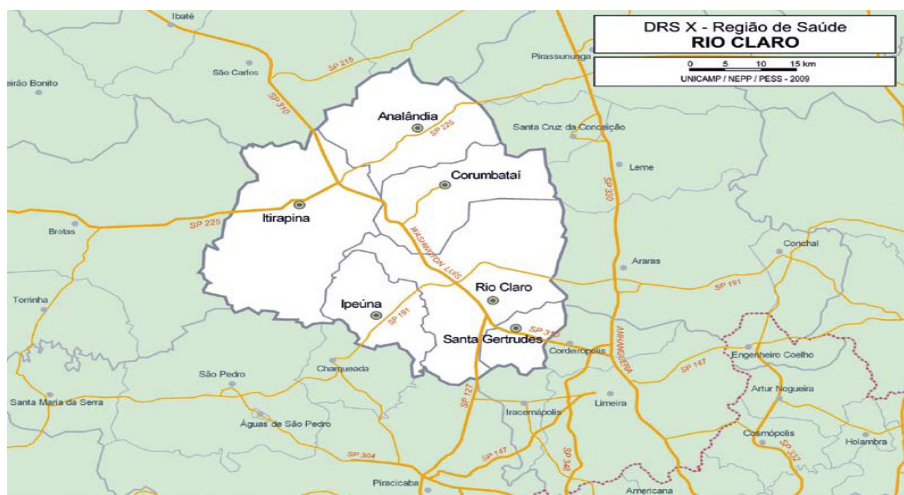 DRS X - Região de Saúde
RIO CLARO
0 5 10 15 km
UNICAMP / NEPP / PESS - 2009
Ibaté
São Carlos
SP 215
Pirassununga
eirão Bonito
SP 310
Analândia
SP 225
Santa Cruz da Conceição
Leme
SP 330
Corumbataí
Itirapina
SP 225
Brotas
WASHINGTON LUÍS
Conchal
Araras
SP 191
Torrinha
Rio Claro
Ipeúna
SP 191
Santa Gertrudes
SP 310
Cordeirópolis
ANHANGUERA
SP 147
Engenheiro Coelho
Charqueada
São Pedro
SP 127
Artur Nogueira
Santa Maria da Serra
Iracemápolis
Limeira
Águas de São Pedro
Cosmópolis
Holambra
SP 304
SP 147
SP 348
SP 332
Piracicaba
Americana